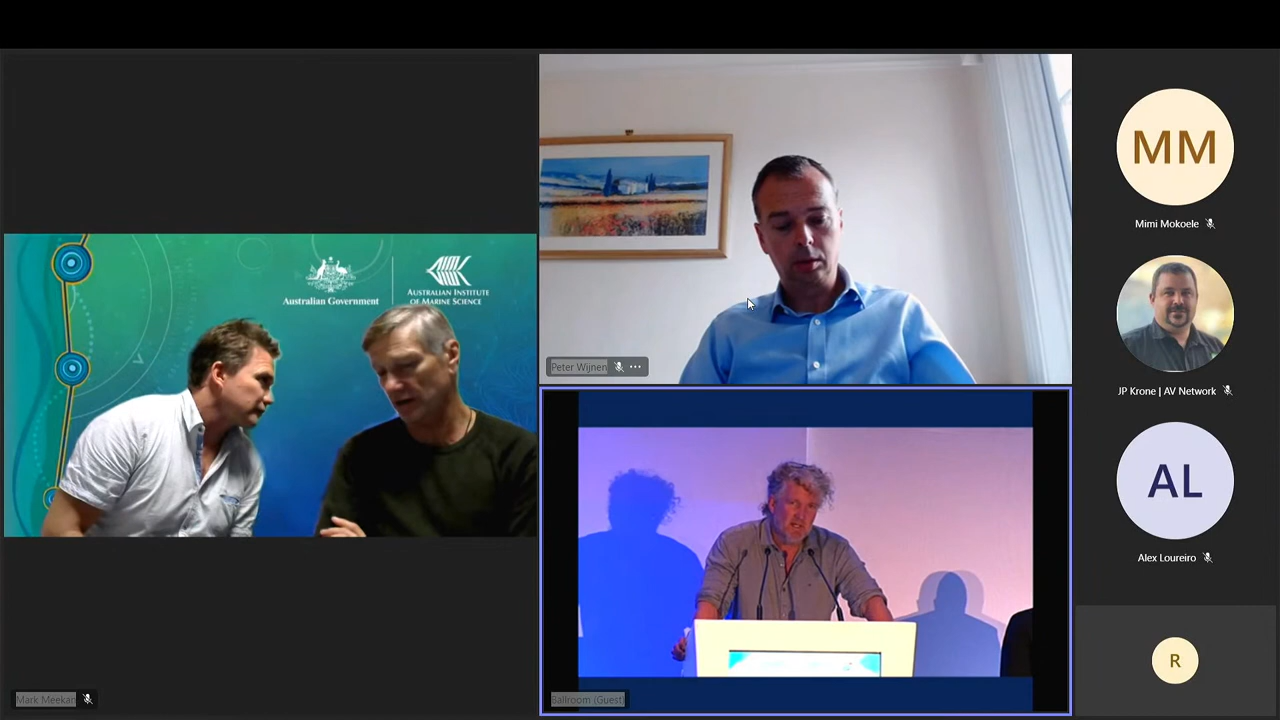 Australian Government
AUSTRALIAN INSTITUTE
OF MARINE SCIENCE
Mark Meekan
Peter Wijnen
Ballroom (Guest)
MM
Mimi Mokoele
JP Krone | AV Network
AL
Alex Loureiro
R